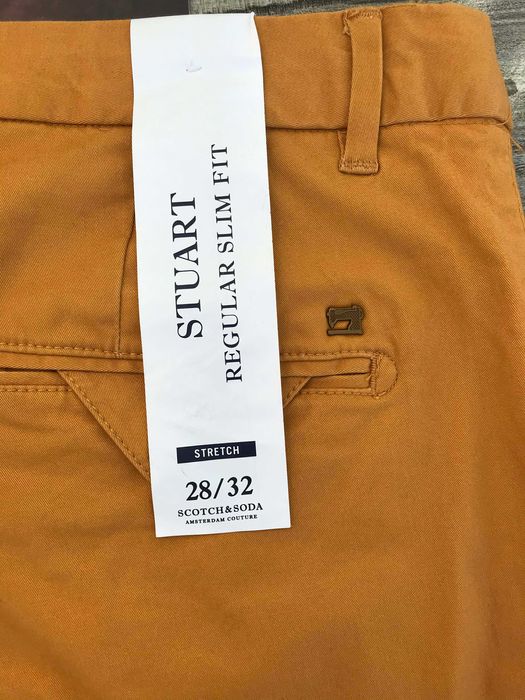 STUART
REGULAR SLIM FIT
STRETCH
28/32
SCOTCH&SODA
AMSTERDAM COUTURE